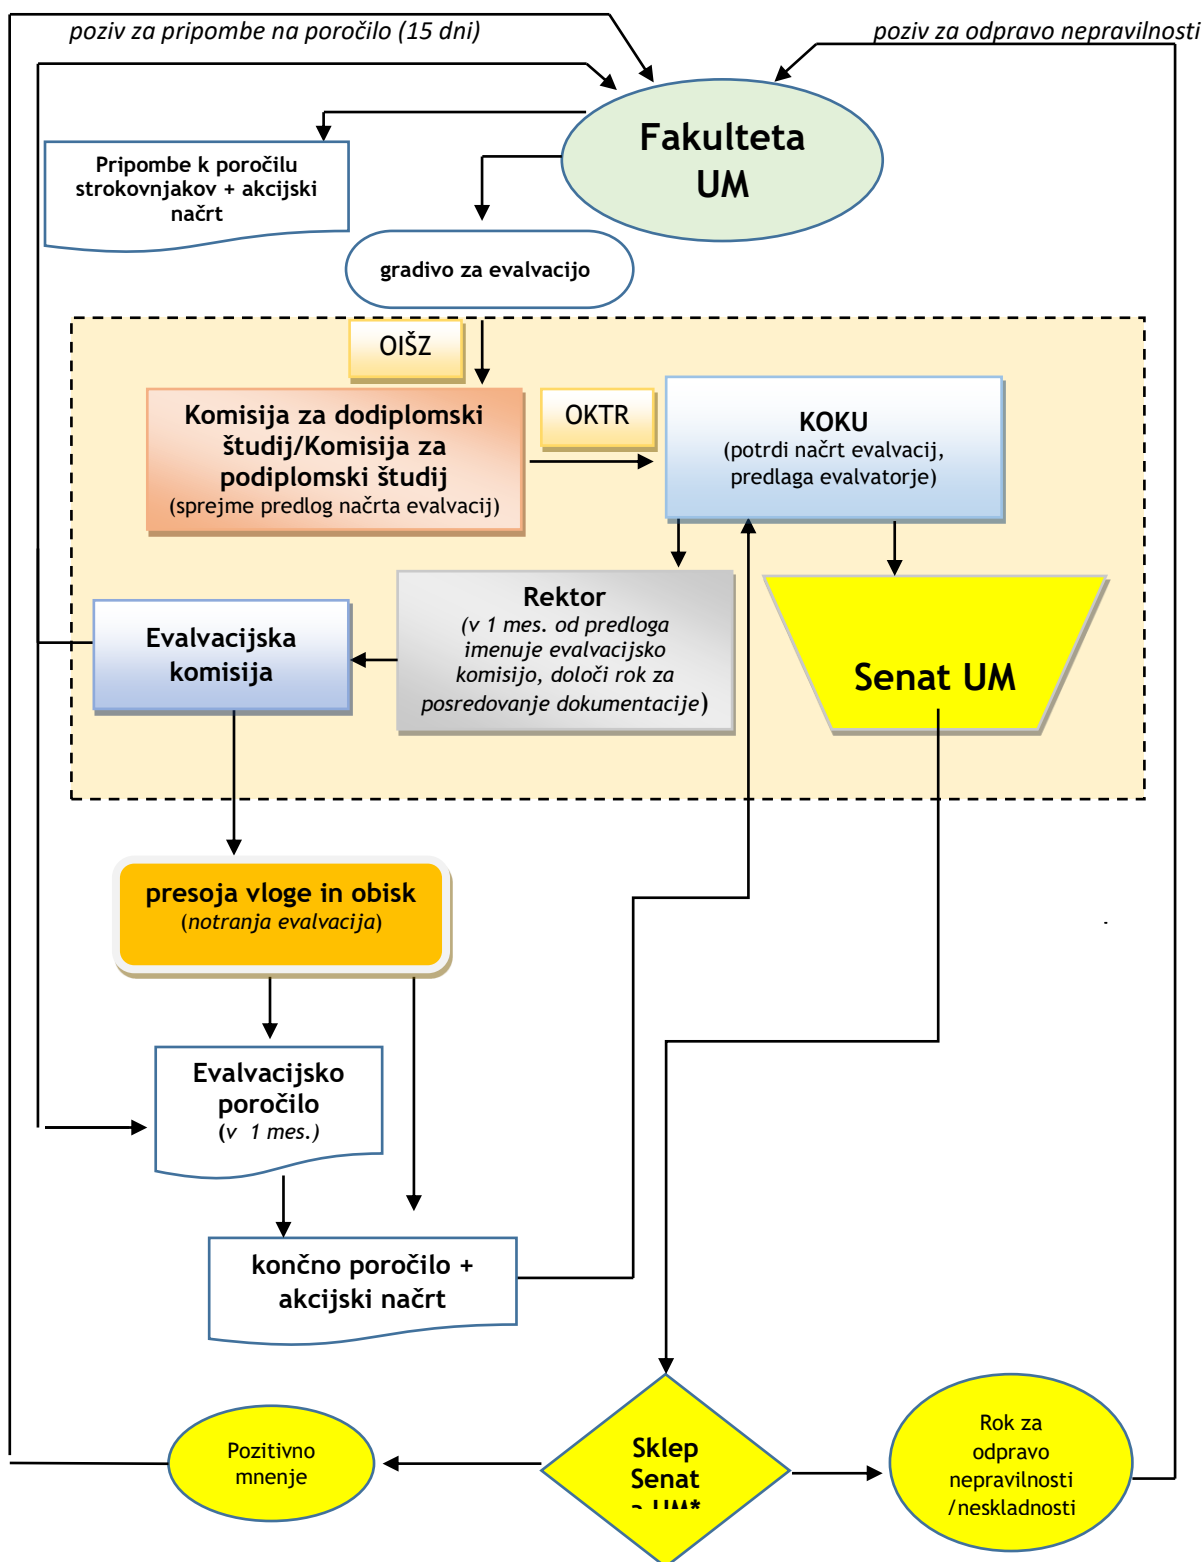 poziv za pripombe na poročilo (15 dni)
poziv za odpravo nepravilnosti
Fakulteta
UM
Pripombe k poročilu
strokovnjakov + akcijski
načrt
gradivo za evalvacijo
OIŠZ
Komisija za dodiplomski
študij/Komisija za
podiplomski študij
(sprejme predlog načrta evalvacij)
OKTR
KOKU
(potrdi načrt evalvacij,
predlaga evalvatorje)
Rektor
(v 1 mes. od predloga
imenuje evalvacijsko
komisijo, določi rok za
posredovanje dokumentacije)
Evalvacijska
komisija
Senat UM
presoja vloge in obisk
(notranja evalvacija)
Evalvacijsko
poročilo
(v 1 mes.)
končno poročilo +
akcijski načrt
Pozitivno
mnenje
Sklep
Senat
a UM*
Rok za
odpravo
nepravilnosti
/neskladnosti